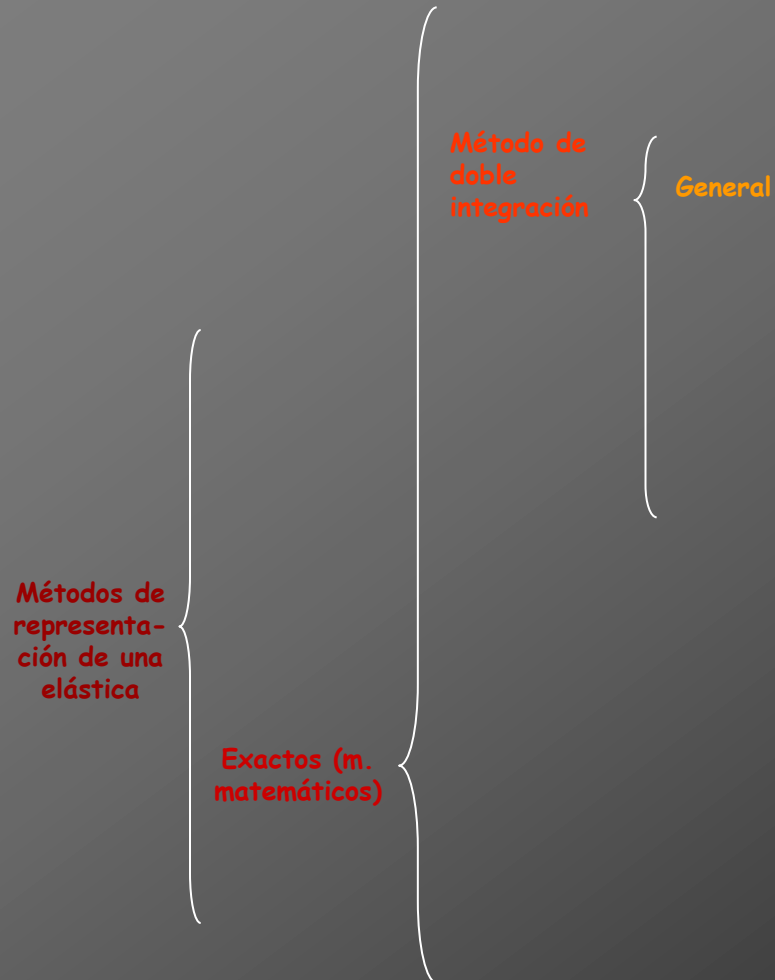 Método de
doble
integración
General
Métodos de
representa-
ción de una
elástica
Exactos (m.
matemáticos)